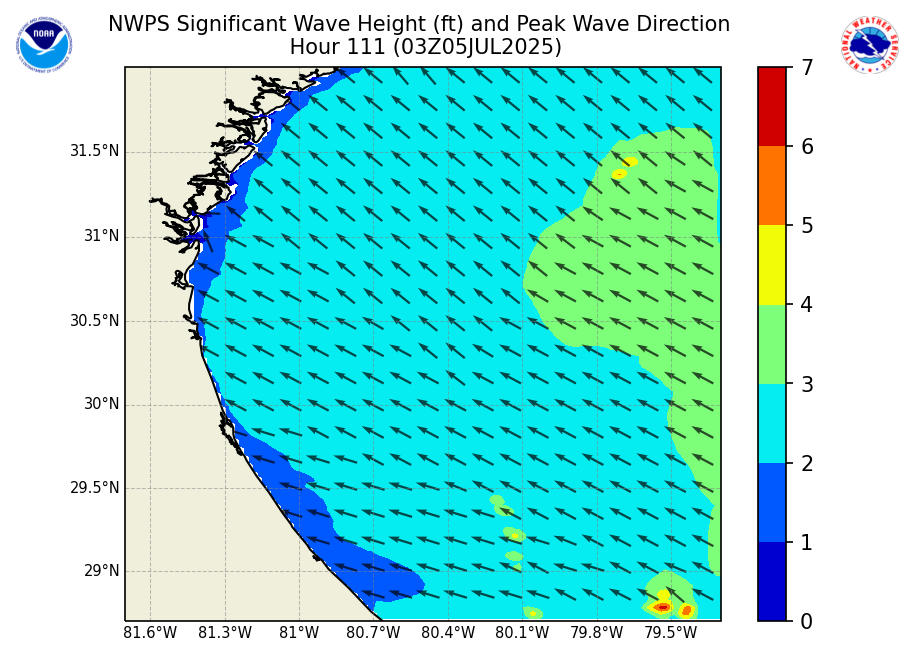 NWPS Significant Wave Height (ft) and Peak Wave Direction
Hour 111 (03Z05JUL2025)
NOAA
NATIONAL WEATHER SERVICE
31.5°N
31°N
30.5°N
30°N
29.5°N
29°N
81.6°W 81.3°W 81°W 80.7°W 80.4°W 80.1°W 79.8°W 79.5°W
7
6
5
4
3
2
1
0